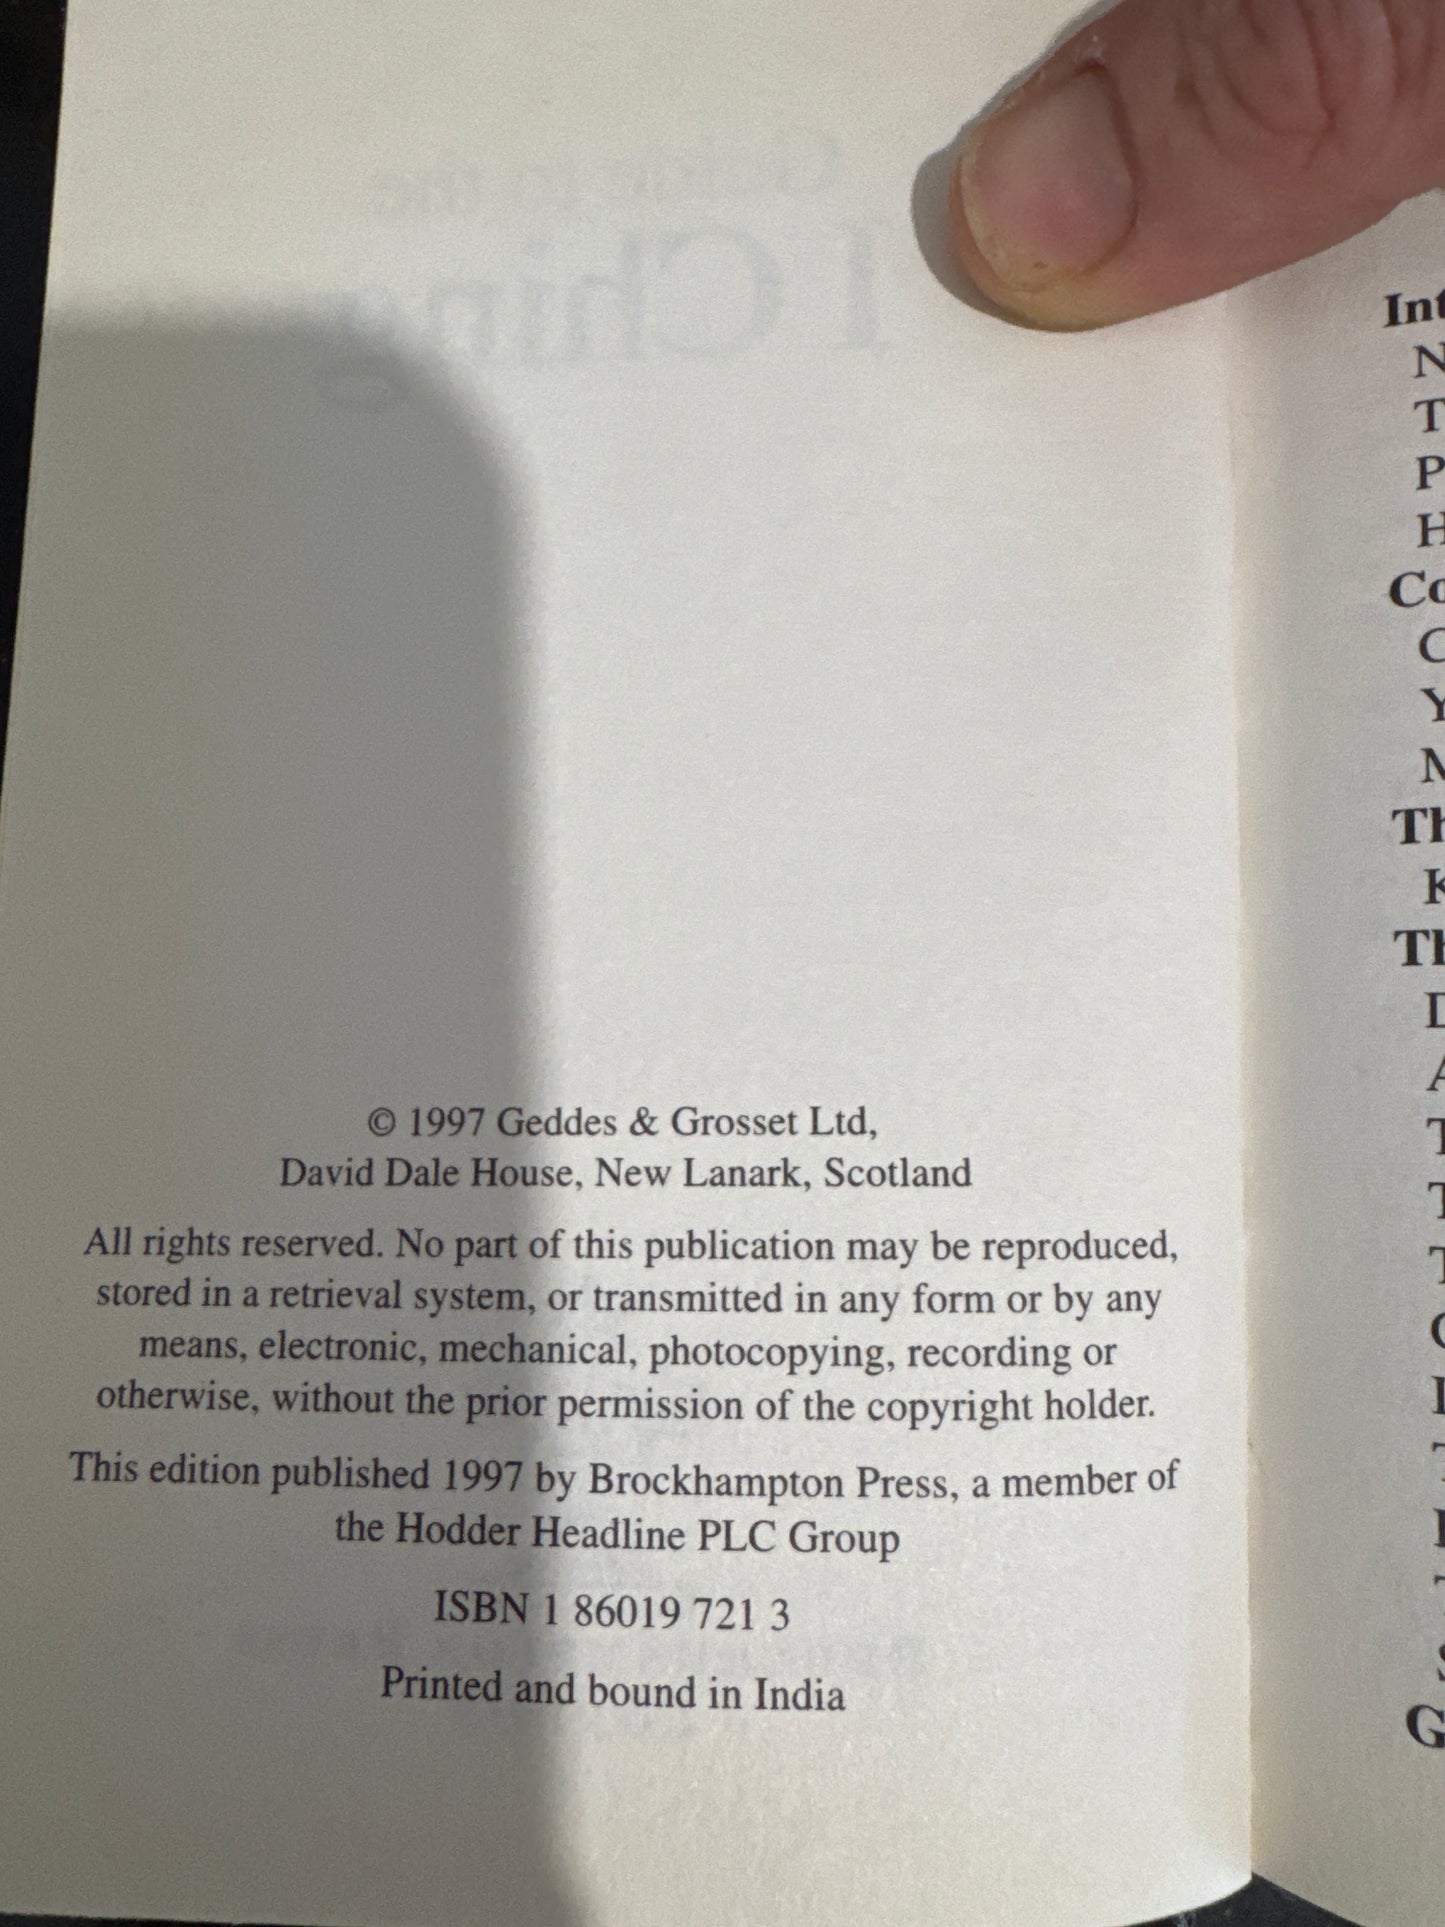 © 1997 Geddes & Grosset Ltd,
David Dale House, New Lanark, Scotland
All rights reserved. No part of this publication may be reproduced,
stored in a retrieval system, or transmitted in any form or by any
means, electronic, mechanical, photocopying, recording or
otherwise, without the prior permission of the copyright holder.
This edition published 1997 by Brockhampton Press, a member of
the Hodder Headline PLC Group
ISBN 1 86019 721 3
Printed and bound in India